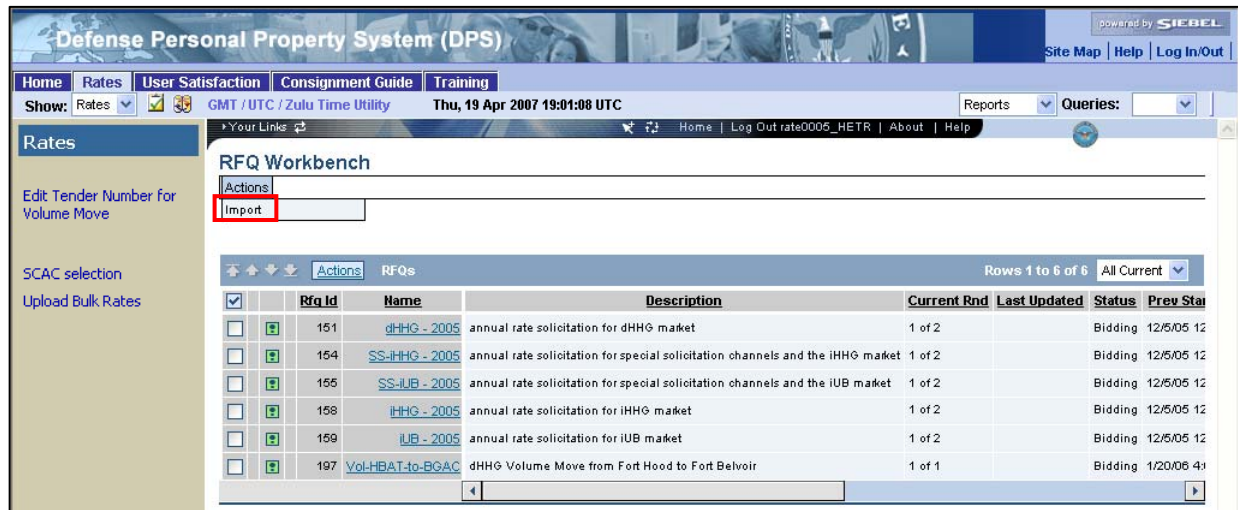 powered by SIEBEL
Defense Personal Property System (DPS)
Site Map | Help | Log In/Out |
Home Rates User Satisfaction Consignment Guide Training
Show: Rates GMT / UTC / Zulu Time Utility Thu, 19 Apr 2007 19:01:08 UTC Reports Queries:
Your Links Home | Log Out rate0005_HETR | About | Help
Rates
RFQ Workbench
Actions
Import
Edit Tender Number for
Volume Move
SCAC selection
Upload Bulk Rates
Actions RFQs Rows 1 to 6 of 6 All Current
Rfq Id Name Description Current Rnd Last Updated Status Prev Star
151 dHHG - 2005 annual rate solicitation for dHHG market 1 of 2 Bidding 12/5/05 12
154 SS-iHHG - 2005 annual rate solicitation for special solicitation channels and the iHHG market 1 of 2 Bidding 12/5/05 12
155 SS-iUB - 2005 annual rate solicitation for special solicitation channels and the iUB market 1 of 2 Bidding 12/5/05 12
158 iHHG - 2005 annual rate solicitation for iHHG market 1 of 2 Bidding 12/5/05 12
159 iUB - 2005 annual rate solicitation for iUB market 1 of 2 Bidding 12/5/05 12
197 Vol-HBAT-to-BGAC dHHG Volume Move from Fort Hood to Fort Belvoir 1 of 1 Bidding 1/20/06 4: